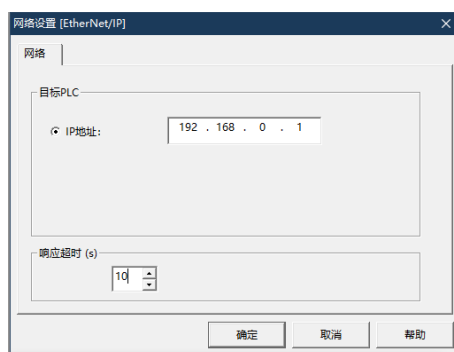 网络设置 [EtherNet/IP]
网络
目标PLC
IP地址: 192 . 168 . 0 . 1
响应超时 (s)
10
确定 取消 帮助